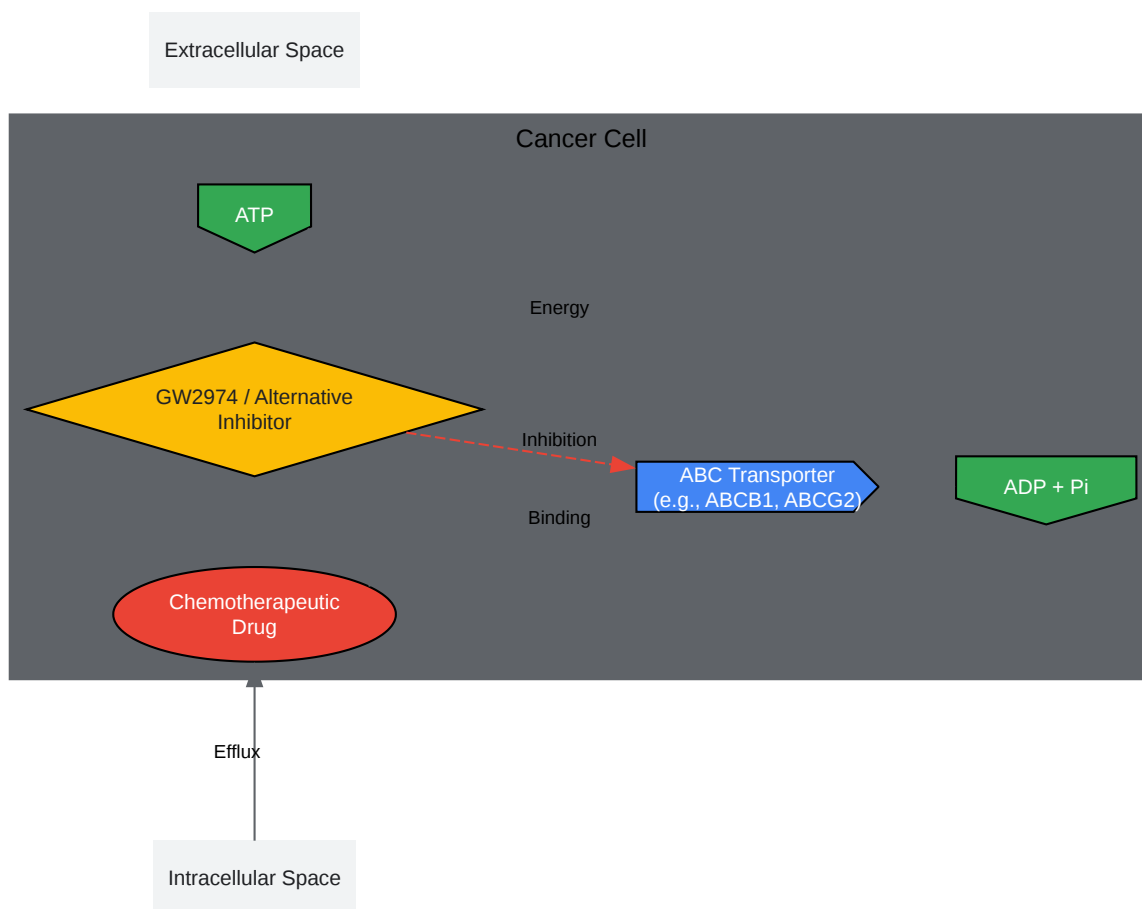 Extracellular Space
Cancer Cell
ATP
Energy
GW2974 / Alternative
Inhibitor
Inhibition
ABC Transporter
(e.g., ABCB1, ABCG2)
ADP + Pi
Binding
Chemotherapeutic
Drug
Efflux
Intracellular Space